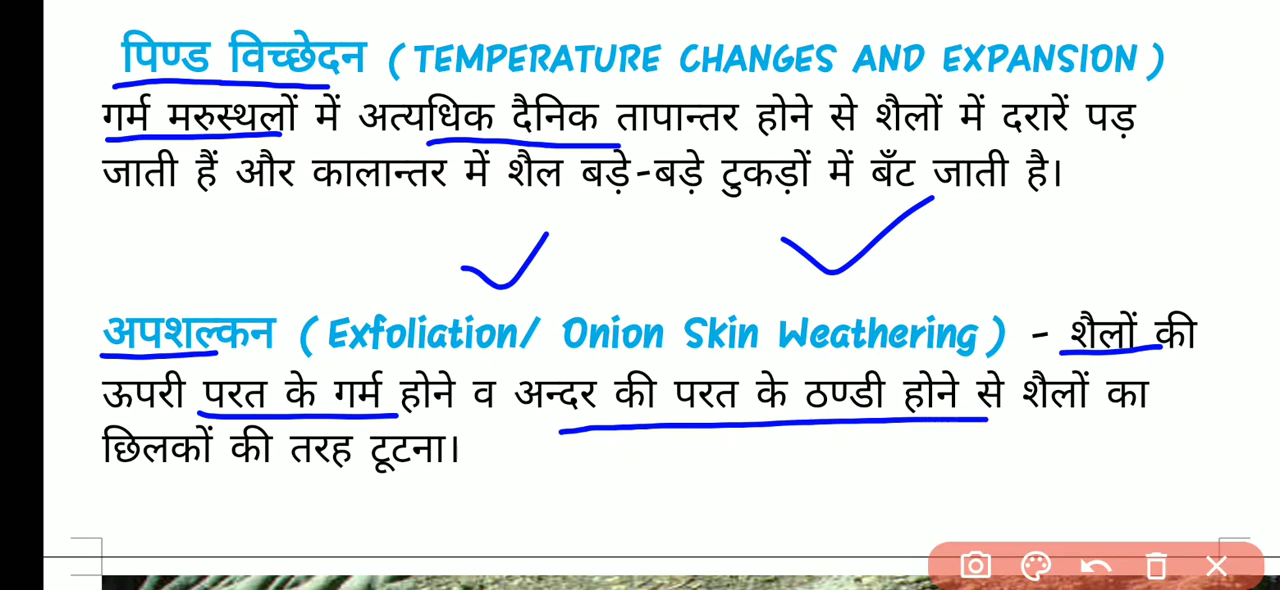 पिण्ड विच्छेदन ( TEMPERATURE CHANGES AND EXPANSION )
गर्म मरुस्थलों में अत्यधिक दैनिक तापान्तर होने से शैलों में दरारें पड़
जाती हैं और कालान्तर में शैल बड़े-बड़े टुकड़ों में बँट जाती है।
अपशल्कन ( Exfoliation/ Onion Skin Weathering ) - शैलों की
ऊपरी परत के गर्म होने व अन्दर की परत के ठण्डी होने से शैलों का
छिलकों की तरह टूटना।